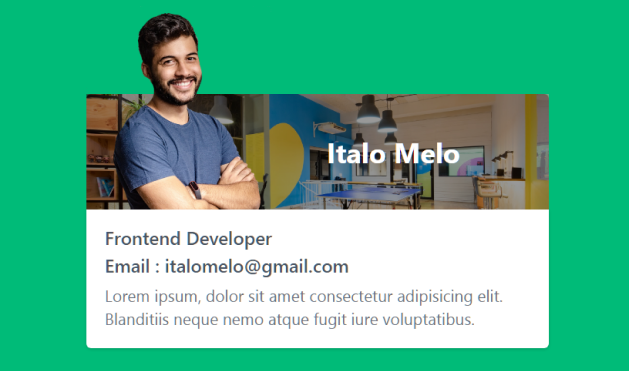 Italo Melo
Frontend Developer
Email : italomelo@gmail.com
Lorem ipsum, dolor sit amet consectetur adipisicing elit.
Blanditiis neque nemo atque fugit iure voluptatibus.